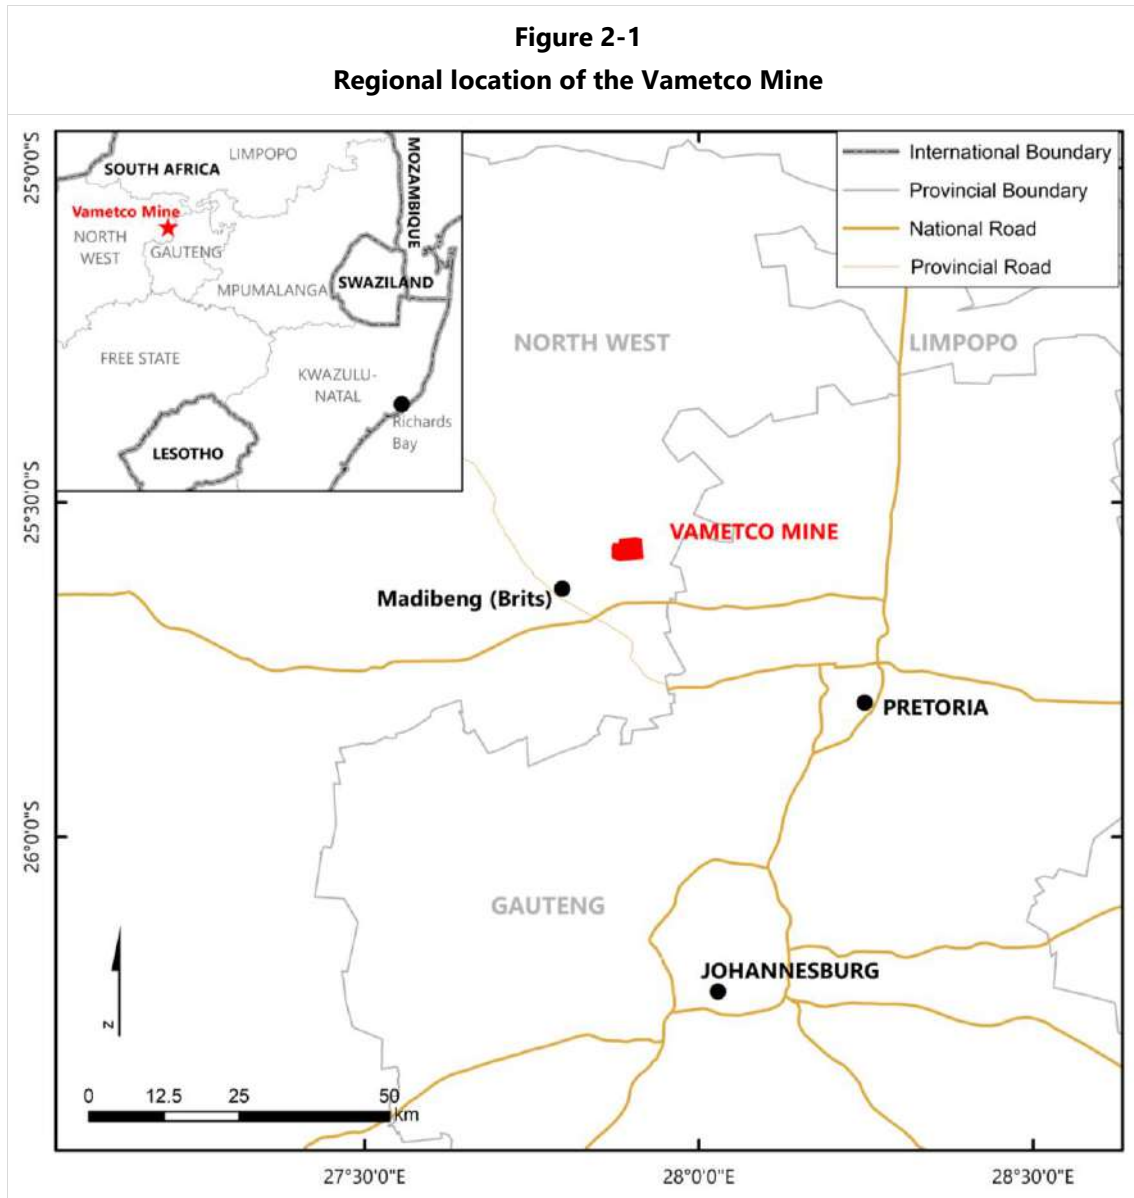 Figure 2-1
Regional location of the Vametco Mine
25°0'0"S
25°30'0"S
26°0'0"S
SOUTH AFRICA
LIMPOPO
MOZAMBIQUE
Vametco Mine
NORTH
WEST
GAUTENG
MPUMALANGA
SWAZILAND
FREE STATE
KWAZULU-
NATAL
Richards
Bay
LESOTHO
International Boundary
Provincial Boundary
National Road
Provincial Road
NORTH WEST
LIMPOPO
VAMETCO MINE
Madibeng (Brits)
PRETORIA
GAUTENG
JOHANNESBURG
N
0 12.5 25 50
km
27°30'0"E
28°0'0"E
28°30'0"E